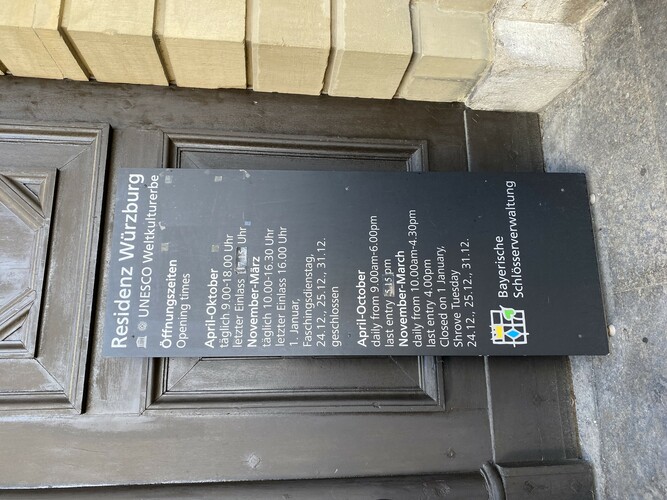 Residenz Würzburg
UNESCO Weltkulturerbe
Öffnungszeiten
Opening times
April-Oktober
täglich 9.00-18.00 Uhr
letzter Einlass Uhr
November-März
täglich 10.00-16.30 Uhr
letzter Einlass 16.00 Uhr
1. Januar,
Faschingsdienstag,
24.12., 25.12., 31.12.
geschlossen
April-October
daily from 9.00am-6.00pm
last entry pm
November-March
daily from 10.00am-4.30pm
last entry 4.00pm
Closed on 1 January,
Shrove Tuesday
24.12., 25.12., 31.12.
Bayerische
Schlösserverwaltung